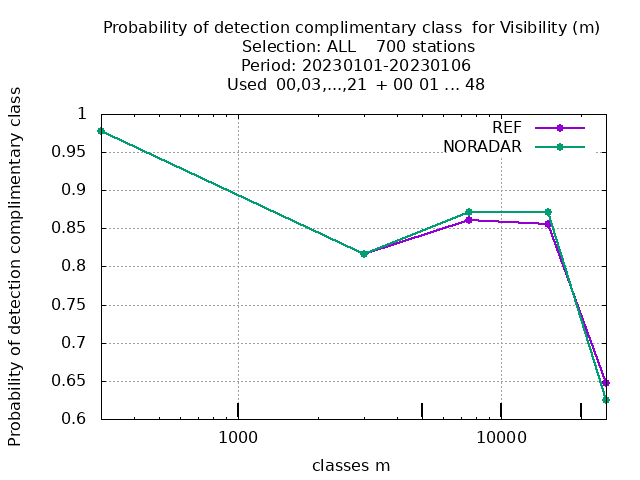 Probability of detection complimentary class  for Visibility (m)
Selection: ALL    700 stations
Period: 20230101-20230106
Used  00,03,...,21  + 00 01 ... 48
Probability of detection complimentary class
1
0.95
0.9
0.85
0.8
0.75
0.7
0.65
0.6
REF
NORADAR
1000
10000
classes m